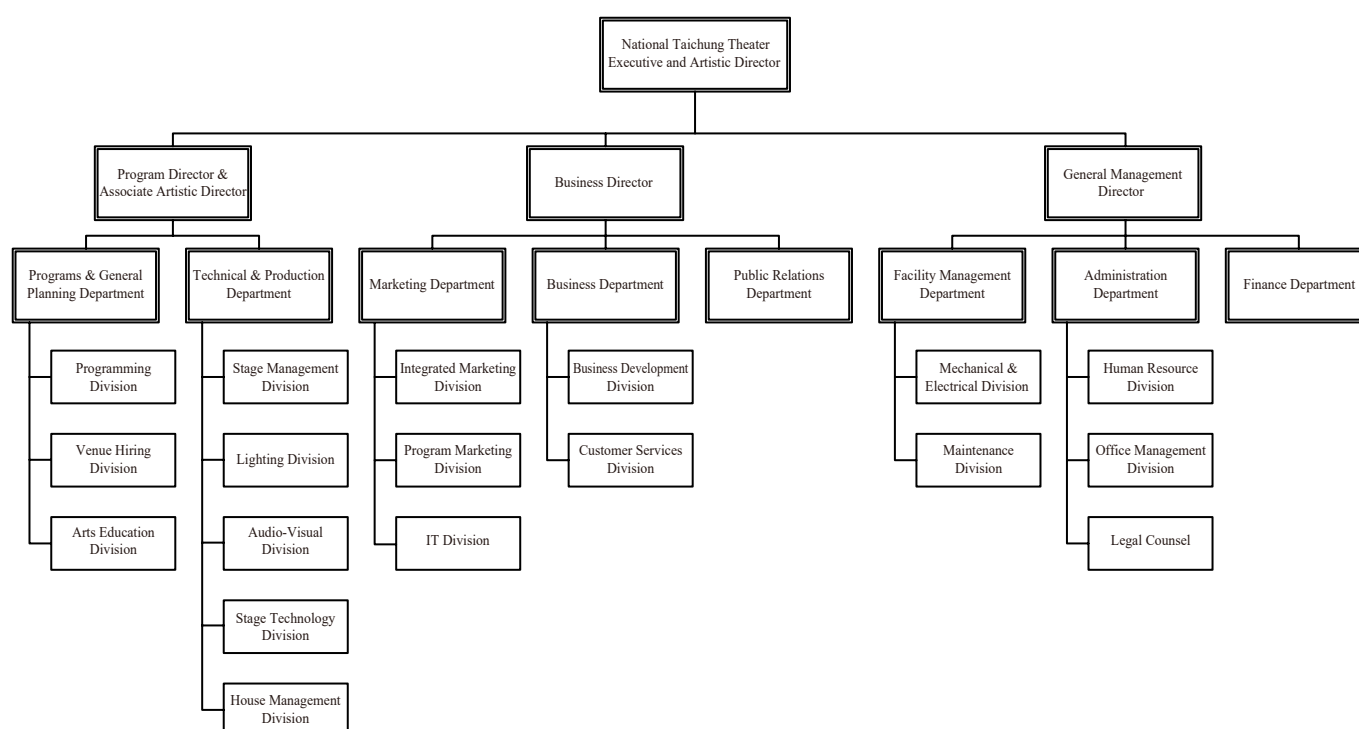 National Taichung Theater
Executive and Artistic Director
Program Director &
Associate Artistic Director
Business Director
General Management
Director
Programs & General
Planning Department
Technical & Production
Department
Marketing Department
Business Department
Public Relations
Department
Facility Management
Department
Administration
Department
Finance Department
Programming
Division
Stage Management
Division
Integrated Marketing
Division
Business Development
Division
Mechanical &
Electrical Division
Human Resource
Division
Venue Hiring
Division
Lighting Division
Program Marketing
Division
Customer Services
Division
Maintenance
Division
Office Management
Division
Arts Education
Division
Audio-Visual
Division
IT Division
Legal Counsel
Stage Technology
Division
House Management
Division